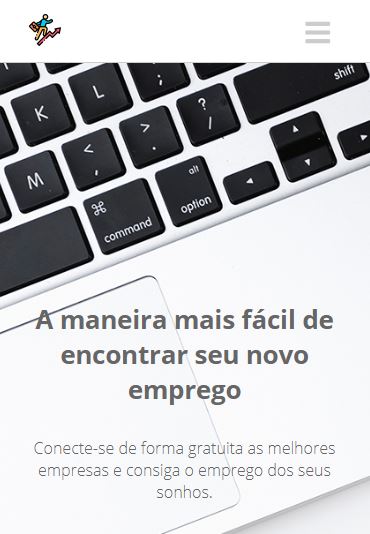 shift
K
L
:
;
M
<
,
>
.
?
/
⌘
command
alt
option
A maneira mais fácil de
encontrar seu novo
emprego
Conecte-se de forma gratuita as melhores
empresas e consiga o emprego dos seus
sonhos.